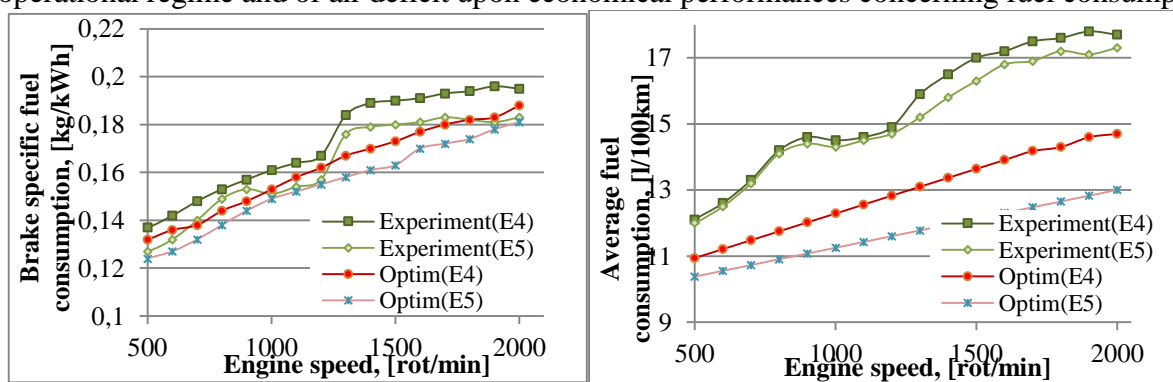 operational regime and of air deficit upon economical performances concerning fuel consump
Brake specific fuel
consumption, [kg/kWh]
0,22
0,2
0,18
0,16
0,14
0,12
0,1
500
1000
1500
2000
Engine speed, [rot/min]
Experiment(E4)
Experiment(E5)
Optim(E4)
Optim(E5)
Average fuel
consumption, [l/100km]
17
15
13
11
9
500
1000
1500
2000
Engine speed, [rot/min]
Experiment(E4)
Experiment(E5)
Optim(E4)
Optim(E5)